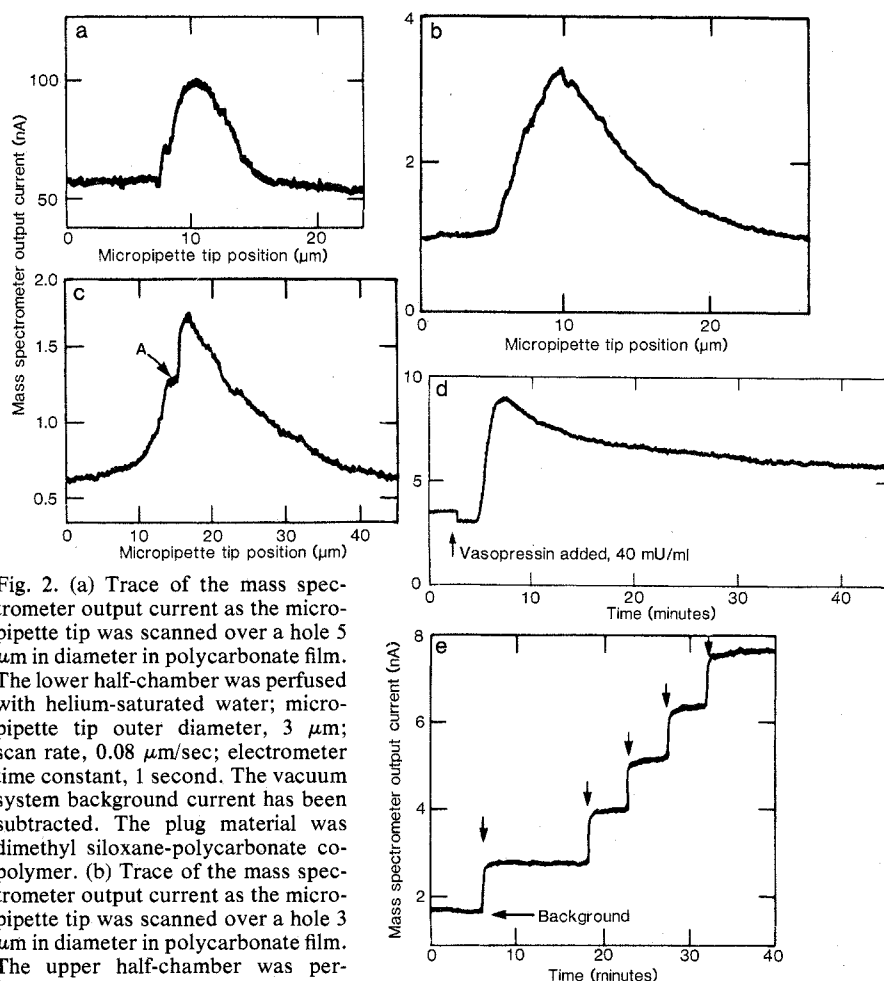 a
100
50
0
10
20
Micropipette tip position (μm)
Mass spectrometer output current (nA)
b
4
2
0
0
10
20
Micropipette tip position (μm)
c
2.0
1.5
1.0
0.5
A
0
10
20
30
40
Micropipette tip position (μm)
d
10
5
0
Vasopressin added, 40 mU/ml
0
10
20
30
40
Time (minutes)
Fig. 2. (a) Trace of the mass spec-
trometer output current as the micro-
pipette tip was scanned over a hole 5
μm in diameter in polycarbonate film.
The lower half-chamber was perfused
with helium-saturated water; micro-
pipette tip outer diameter, 3 μm;
scan rate, 0.08 μm/sec; electrometer
time constant, 1 second. The vacuum
system background current has been
subtracted. The plug material was
dimethyl siloxane-polycarbonate co-
polymer. (b) Trace of the mass spec-
trometer output current as the micro-
pipette tip was scanned over a hole 3
μm in diameter in polycarbonate film.
The upper half-chamber was per-
e
8
6
4
2
Mass spectrometer output current (nA)
Background
0
10
20
30
40
Time (minutes)